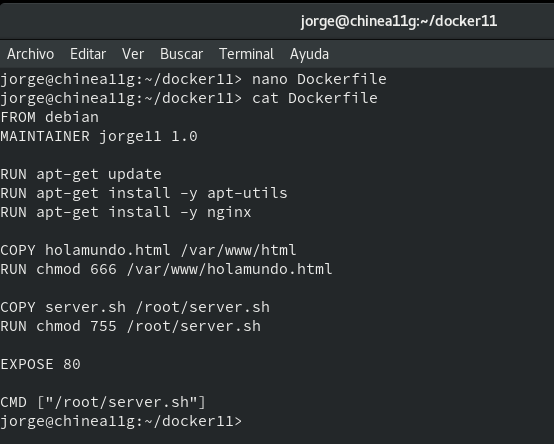 jorge@chinea11g:~/docker11
Archivo Editar Ver Buscar Terminal Ayuda
jorge@chinea11g:~/docker11> nano Dockerfile
jorge@chinea11g:~/docker11> cat Dockerfile
FROM debian
MAINTAINER jorge11 1.0
RUN apt-get update
RUN apt-get install -y apt-utils
RUN apt-get install -y nginx
COPY holamundo.html /var/www/html
RUN chmod 666 /var/www/holamundo.html
COPY server.sh /root/server.sh
RUN chmod 755 /root/server.sh
EXPOSE 80
CMD ["/root/server.sh"]
jorge@chinea11g:~/docker11>